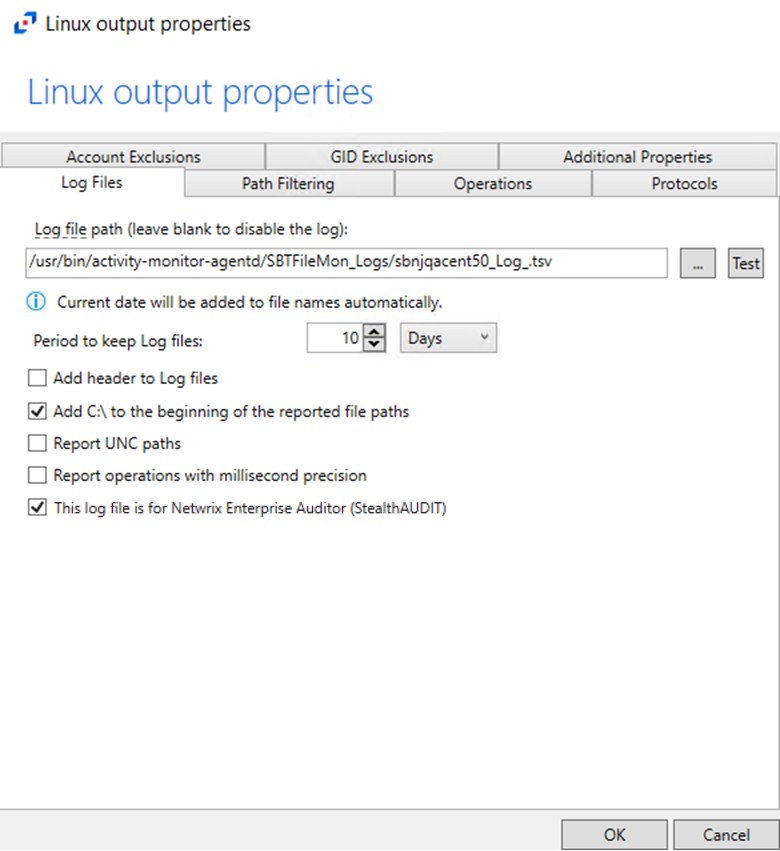 Linux output properties
Linux output properties
Account Exclusions GID Exclusions Additional Properties
Log Files Path Filtering Operations Protocols
Log file path (leave blank to disable the log):
/usr/bin/activity-monitor-agentd/SBTFileMon_Logs/sbnjqacent50_Log_.tsv ... Test
Current date will be added to file names automatically.
Period to keep Log files: 10 Days
Add header to Log files
Add C:\ to the beginning of the reported file paths
Report UNC paths
Report operations with millisecond precision
This log file is for Netwrix Enterprise Auditor (StealthAUDIT)
OK Cancel